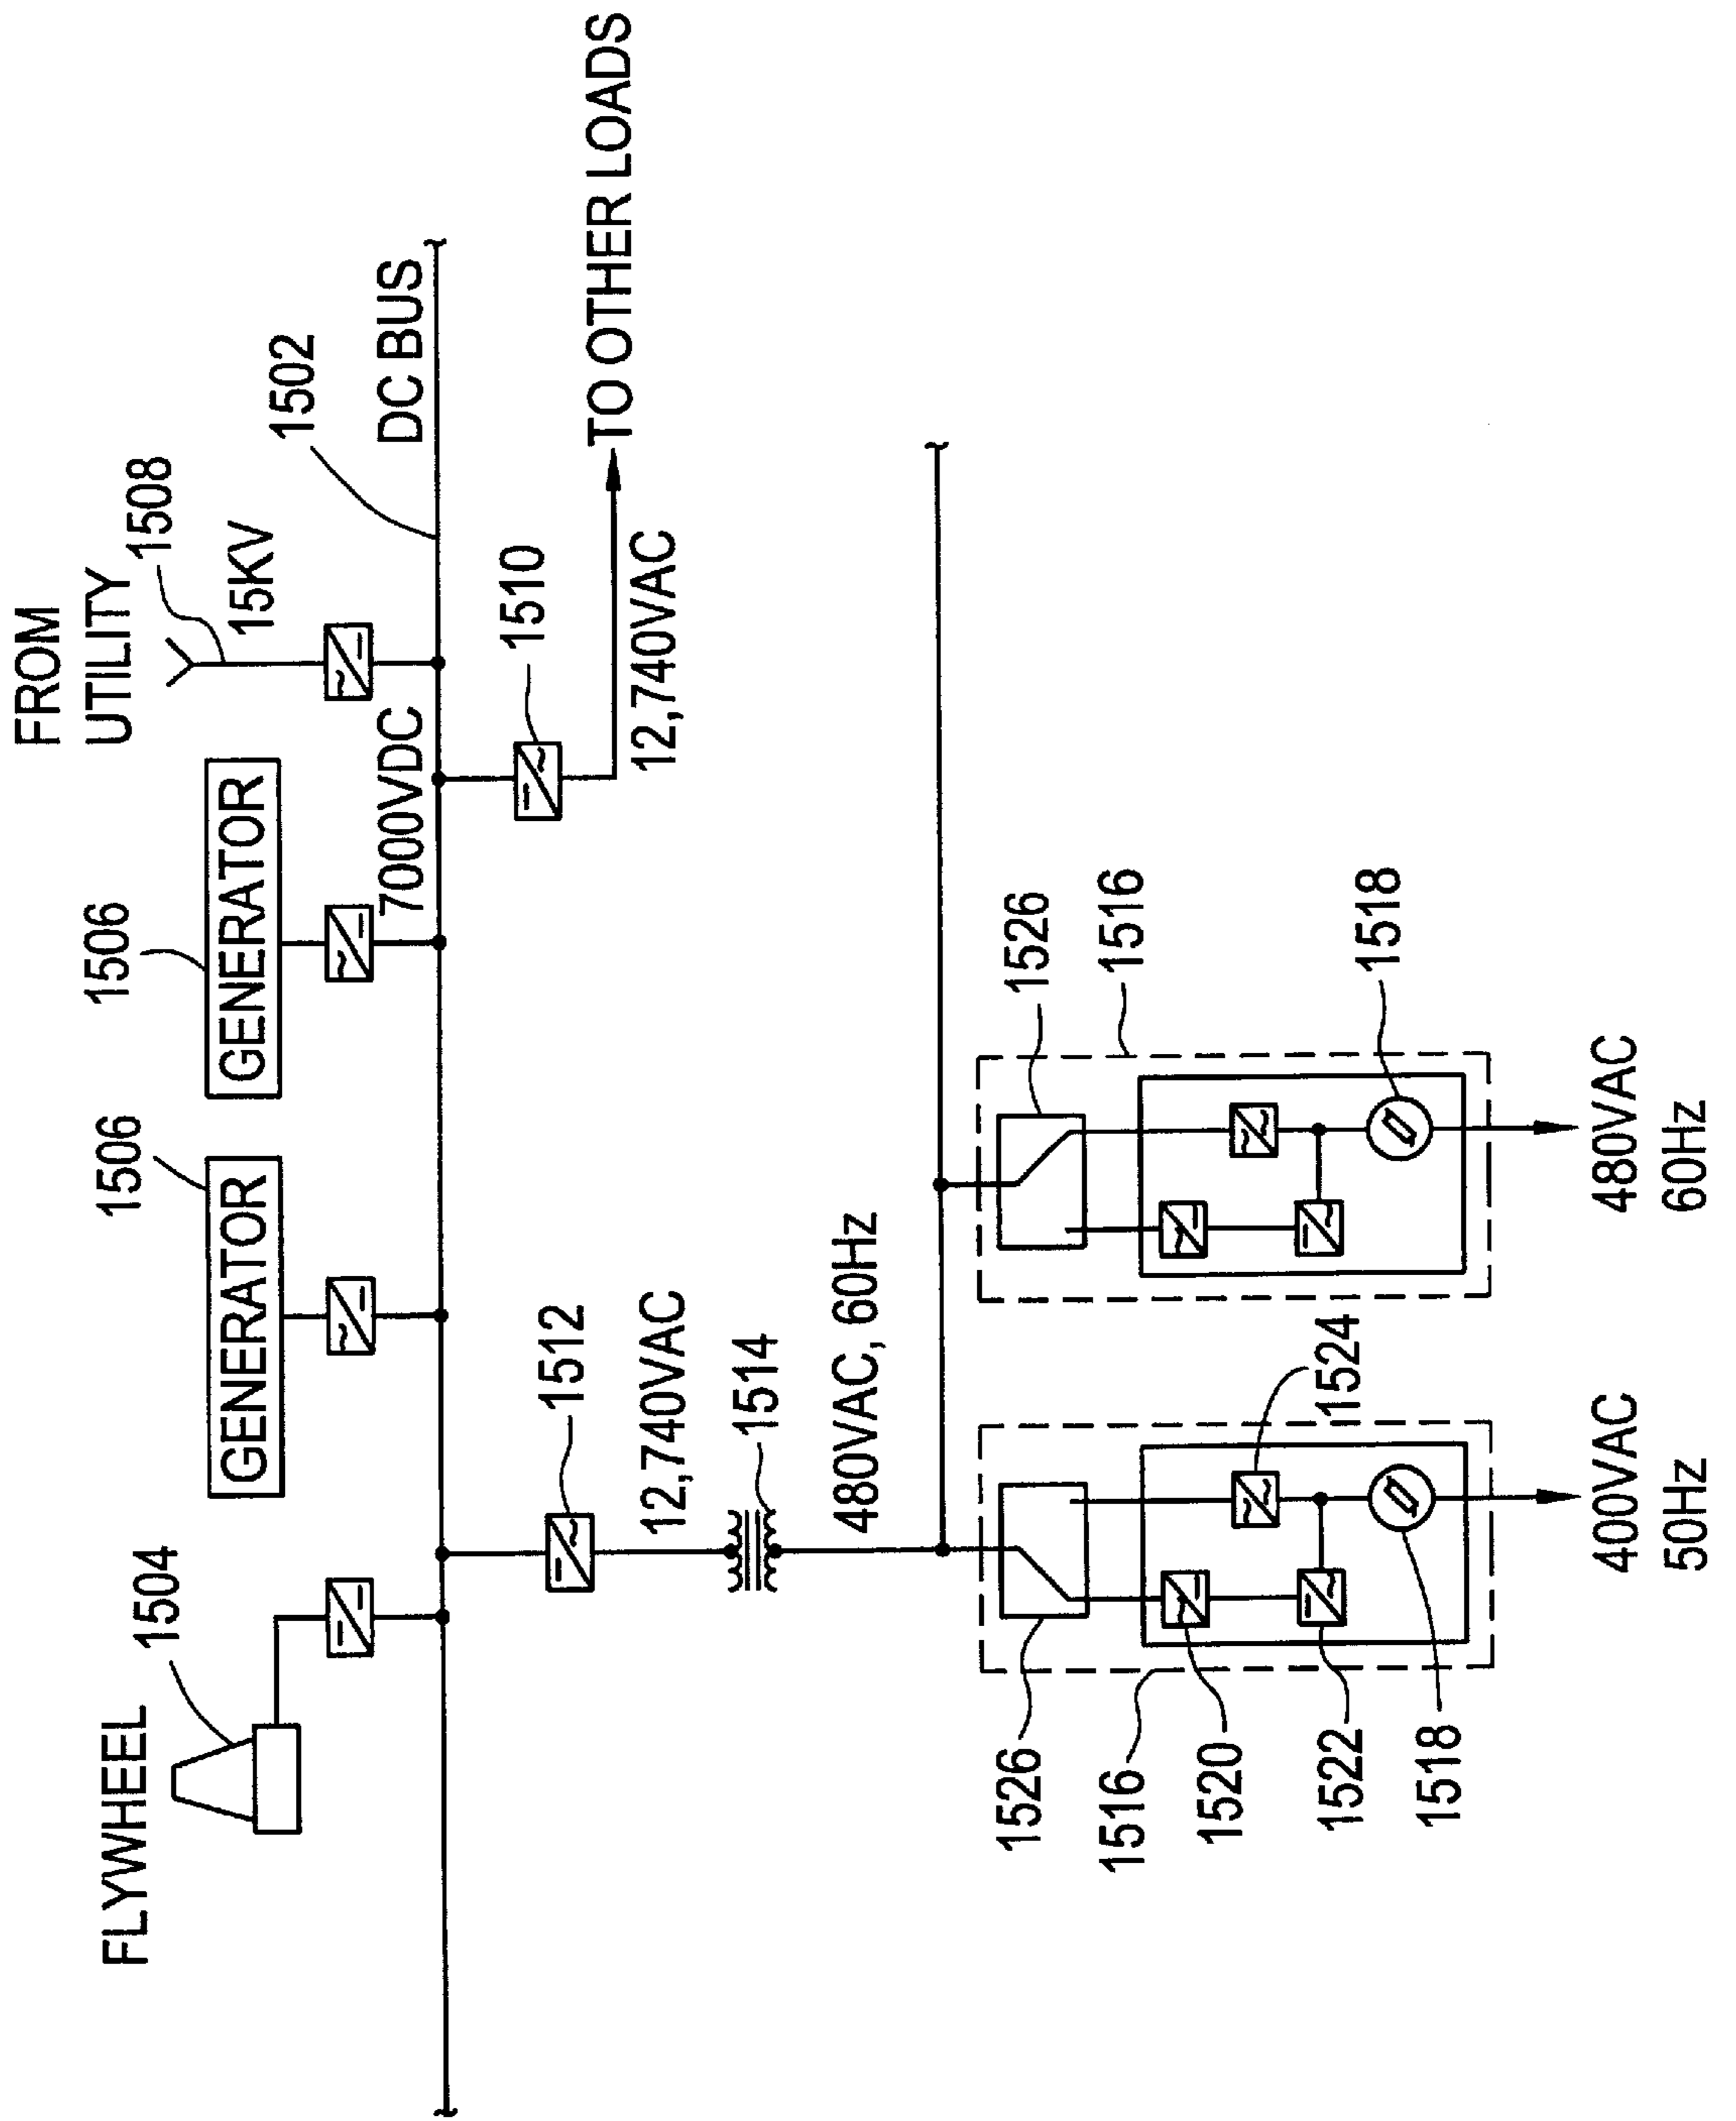 FROM
UTILITY
1508
15KV
1506
GENERATOR
1506
GENERATOR
FLYWHEEL
1504
1502
DC BUS
7000VDC
1510
TO OTHER LOADS
12,740VAC
1512
12,740VAC
1514
480VAC, 60Hz
1526
1516
1518
1526
1516
1520
1522
1518
1524
400VAC
50Hz
480VAC
60Hz